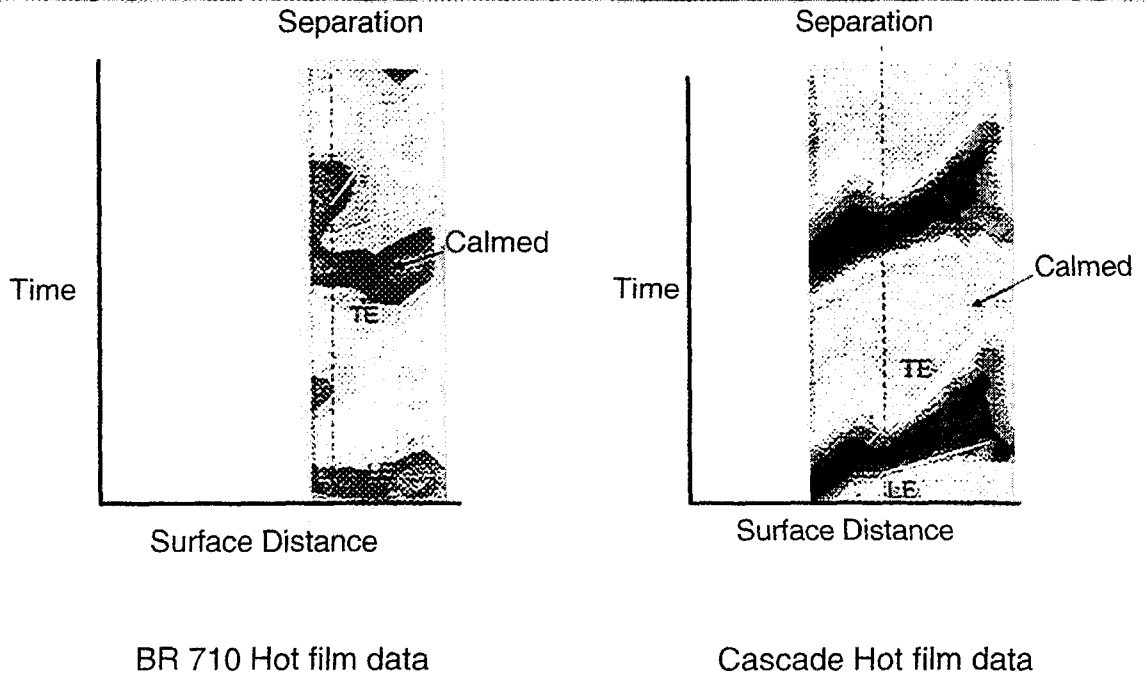 Separation
Calmed
Time
TE
Surface Distance
BR 710 Hot film data
Separation
Calmed
Time
TE
LE
Surface Distance
Cascade Hot film data